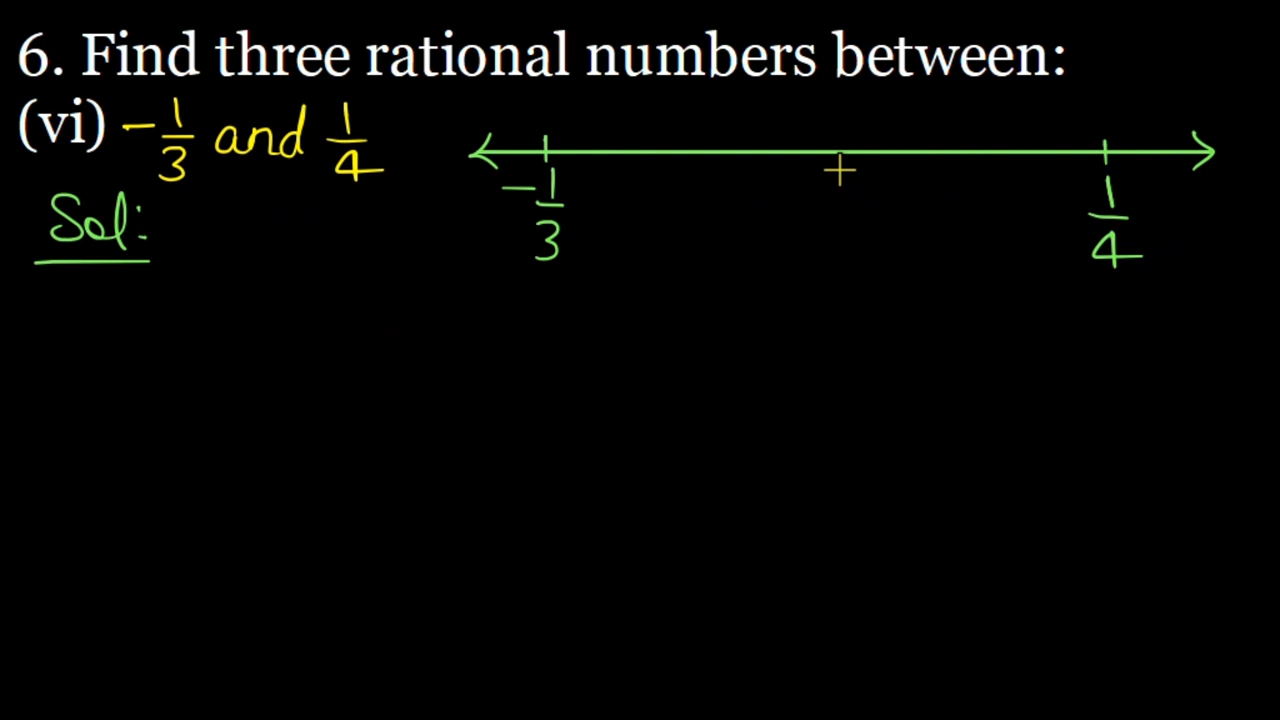 6. Find three rational numbers between:
(vi) -1/3 and 1/4
Sol:
-1/3 1/4